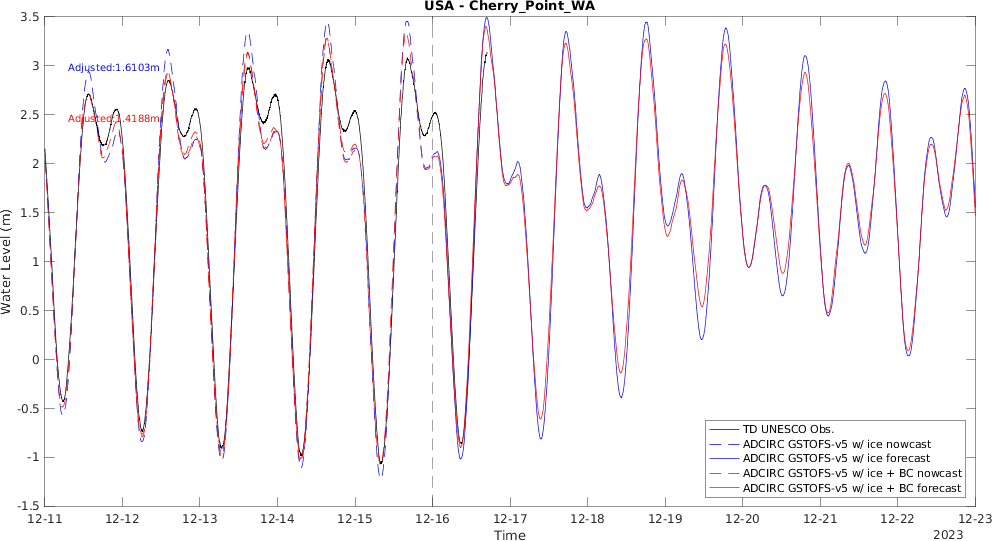 USA - Cherry_Point_WA
3.5
3
2.5
2
1.5
1
0.5
0
-0.5
-1
-1.5
Water Level (m)
Adjusted:1.6103m
Adjusted:1.4188m
TD UNESCO Obs.
ADCIRC GSTOFS-v5 w/ ice nowcast
ADCIRC GSTOFS-v5 w/ ice forecast
ADCIRC GSTOFS-v5 w/ ice + BC nowcast
ADCIRC GSTOFS-v5 w/ ice + BC forecast
12-11 12-12 12-13 12-14 12-15 12-16 12-17 12-18 12-19 12-20 12-21 12-22 12-23
Time
2023